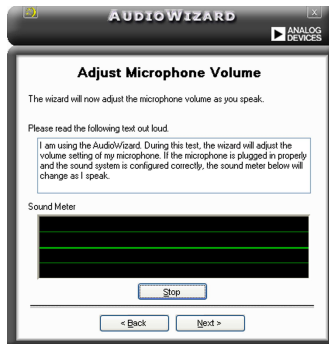 AUDIOWIZARD
X
ANALOG
DEVICES
Adjust Microphone Volume
The wizard will now adjust the microphone volume as you speak.
Please read the following text out loud.
I am using the AudioWizard. During this test, the wizard will adjust the
volume setting of my microphone. If the microphone is plugged in properly
and the sound system is configured correctly, the sound meter below will
change as I speak.
Sound Meter
Stop
< Back Next >